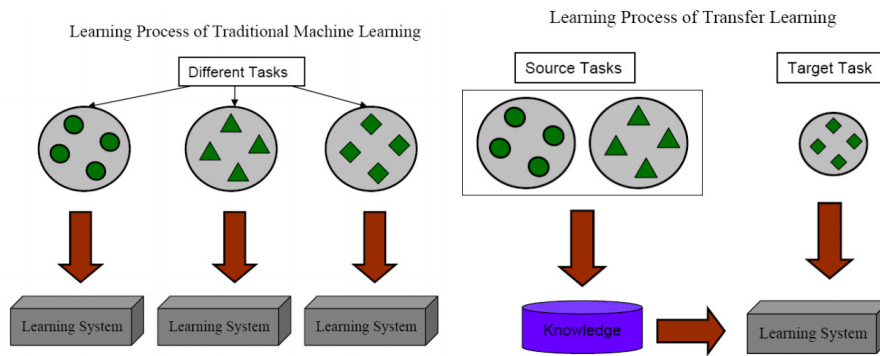 Learning Process of Traditional Machine Learning
Different Tasks
Learning System
Learning System
Learning System
Learning Process of Transfer Learning
Source Tasks
Target Task
Knowledge
Learning System